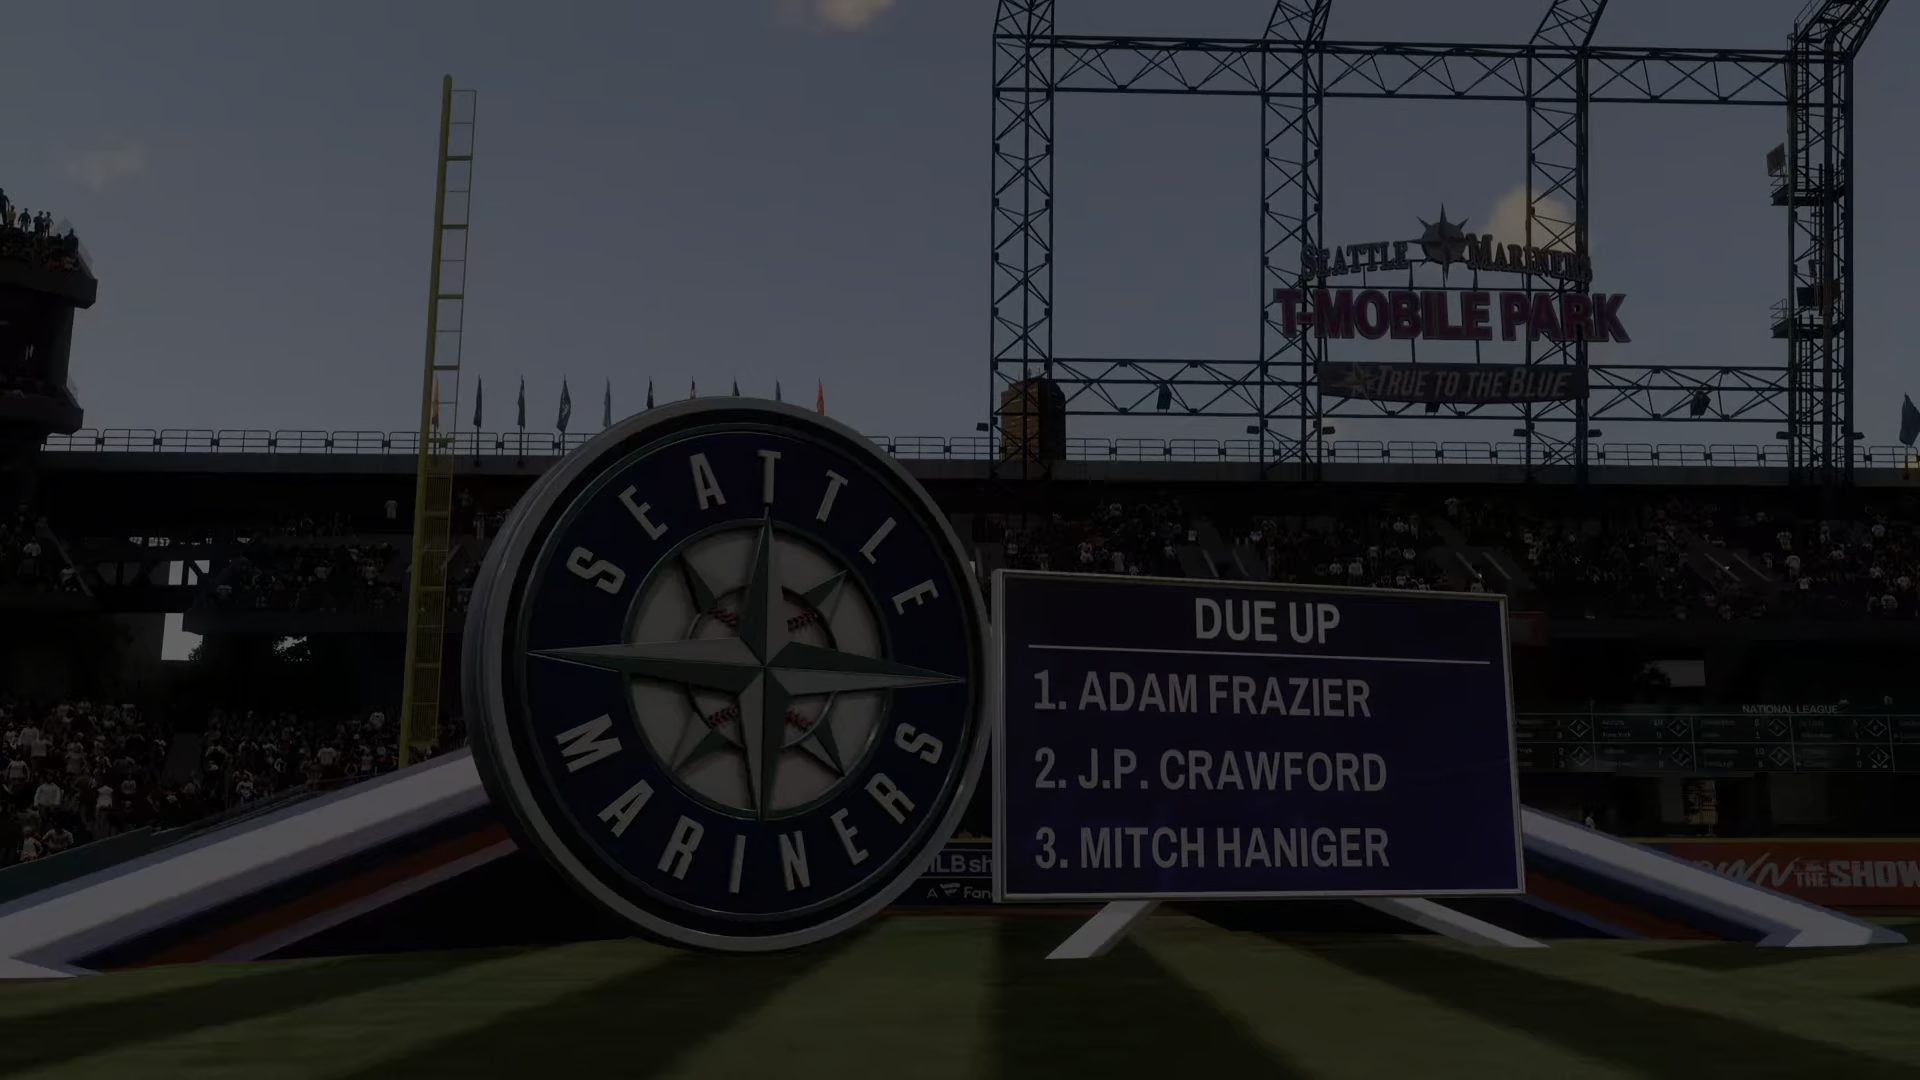 SEATTLE MARINERS
T-MOBILE PARK
TRUE TO THE BLUE
SEATTLE
MARINERS
DUE UP
1. ADAM FRAZIER
2. J.P. CRAWFORD
3. MITCH HANIGER
NATIONAL LEAGUE
THE SHOW